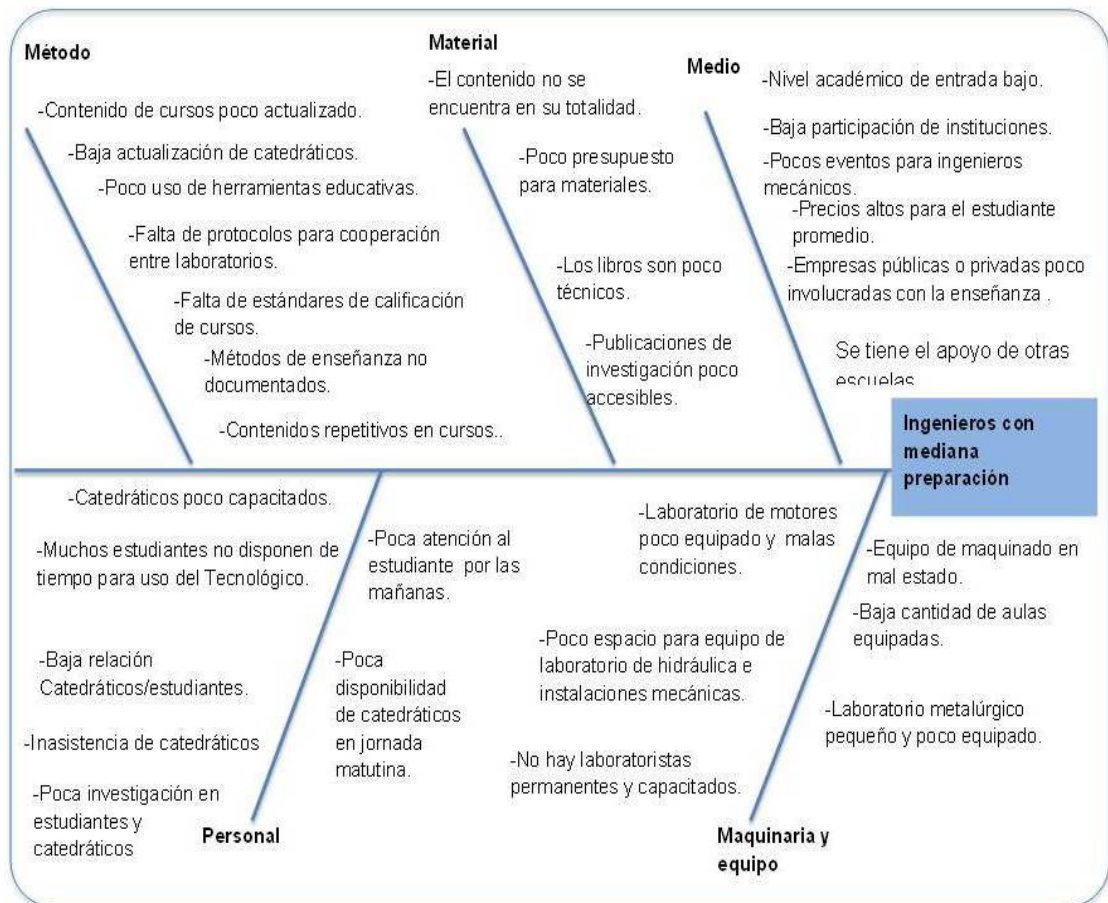 Método
-Contenido de cursos poco actualizado.
-Baja actualización de catedráticos.
-Poco uso de herramientas educativas.
-Falta de protocolos para cooperación
entre laboratorios.
-Falta de estándares de calificación
de cursos.
-Métodos de enseñanza no
documentados.
-Contenidos repetitivos en cursos..
Material
-El contenido no se
encuentra en su totalidad.
-Poco presupuesto
para materiales.
-Los libros son poco
técnicos.
-Publicaciones de
investigación poco
accesibles.
Medio
-Nivel académico de entrada bajo.
-Baja participación de instituciones.
-Pocos eventos para ingenieros
mecánicos.
-Precios altos para el estudiante
promedio.
-Empresas públicas o privadas poco
involucradas con la enseñanza .
Se tiene el apoyo de otras
escuelas
Ingenieros con
mediana
preparación
-Catedráticos poco capacitados.
-Muchos estudiantes no disponen de
tiempo para uso del Tecnológico.
-Baja relación
Catedráticos/estudiantes.
-Inasistencia de catedráticos
-Poca investigación en
estudiantes y
catedráticos
-Poca atención al
estudiante por las
mañanas.
-Poca
disponibilidad
de catedráticos
en jornada
matutina.
Personal
-Laboratorio de motores
poco equipado y malas
condiciones.
-Poco espacio para equipo de
laboratorio de hidráulica e
instalaciones mecánicas.
-No hay laboratoristas
permanentes y capacitados.
-Equipo de maquinado en
mal estado.
-Baja cantidad de aulas
equipadas.
-Laboratorio metalúrgico
pequeño y poco equipado.
Maquinaria y
equipo